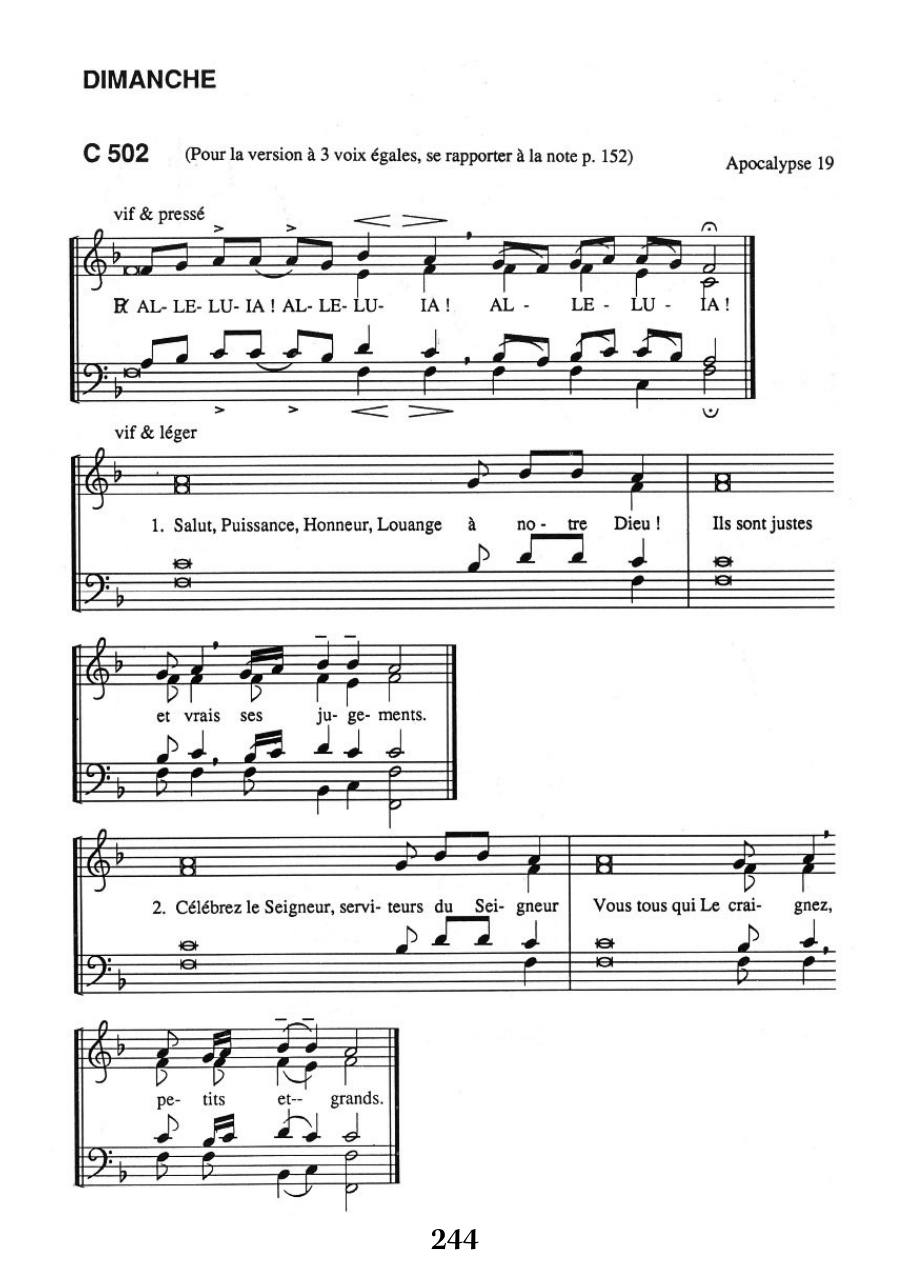 DIMANCHE
C 502 (Pour la version à 3 voix égales, se rapporter à la note p. 152)
Apocalypse 19
vif & pressé
℟ AL- LE- LU- IA ! AL- LE- LU- IA ! AL - LE - LU - IA !
vif & léger
1. Salut, Puissance, Honneur, Louange à no - tre Dieu ! Ils sont justes
et vrais ses ju- ge- ments.
2. Célébrez le Seigneur, servi- teurs du Sei- gneur Vous tous qui Le crai- gnez,
pe- tits et-- grands.
244